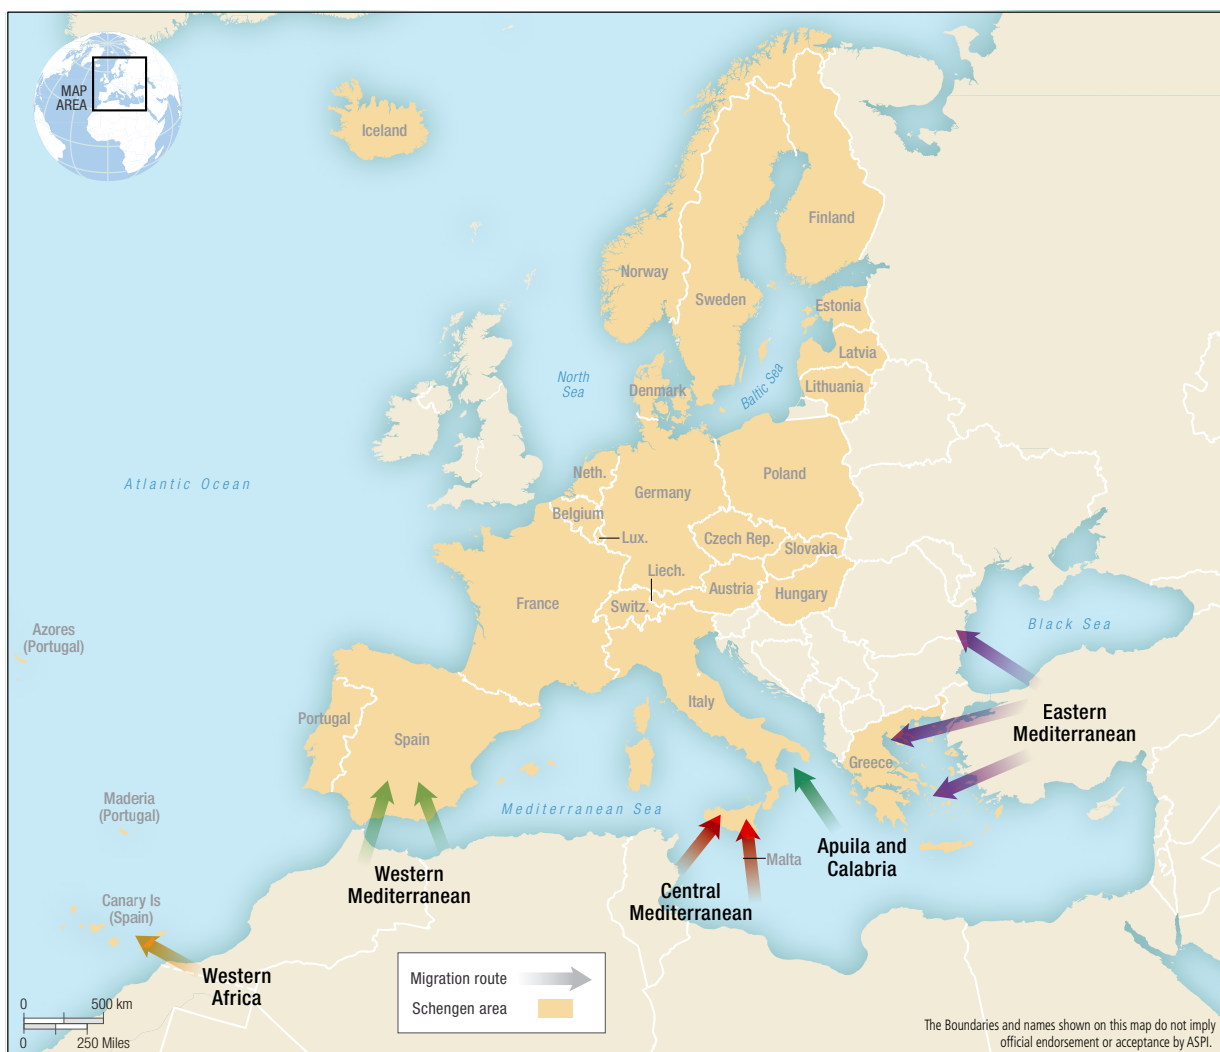 MAP
AREA
Iceland
Finland
Norway
Sweden
Estonia
Latvia
Lithuania
North
Sea
Denmark
Baltic Sea
Atlantic Ocean
Neth.
Germany
Poland
Belgium
Lux.
Czech Rep.
Slovakia
Liech.
Austria
Hungary
France
Switz.
Black Sea
Azores
(Portugal)
Italy
Portugal
Spain
Eastern
Mediterranean
Greece
Maderia
(Portugal)
Mediterranean Sea
Apuila and
Calabria
Malta
Western
Mediterranean
Central
Mediterranean
Canary Is
(Spain)
Western
Africa
Migration route
Schengen area
0 500 km
0 250 Miles
The Boundaries and names shown on this map do not imply
official endorsement or acceptance by ASPI.